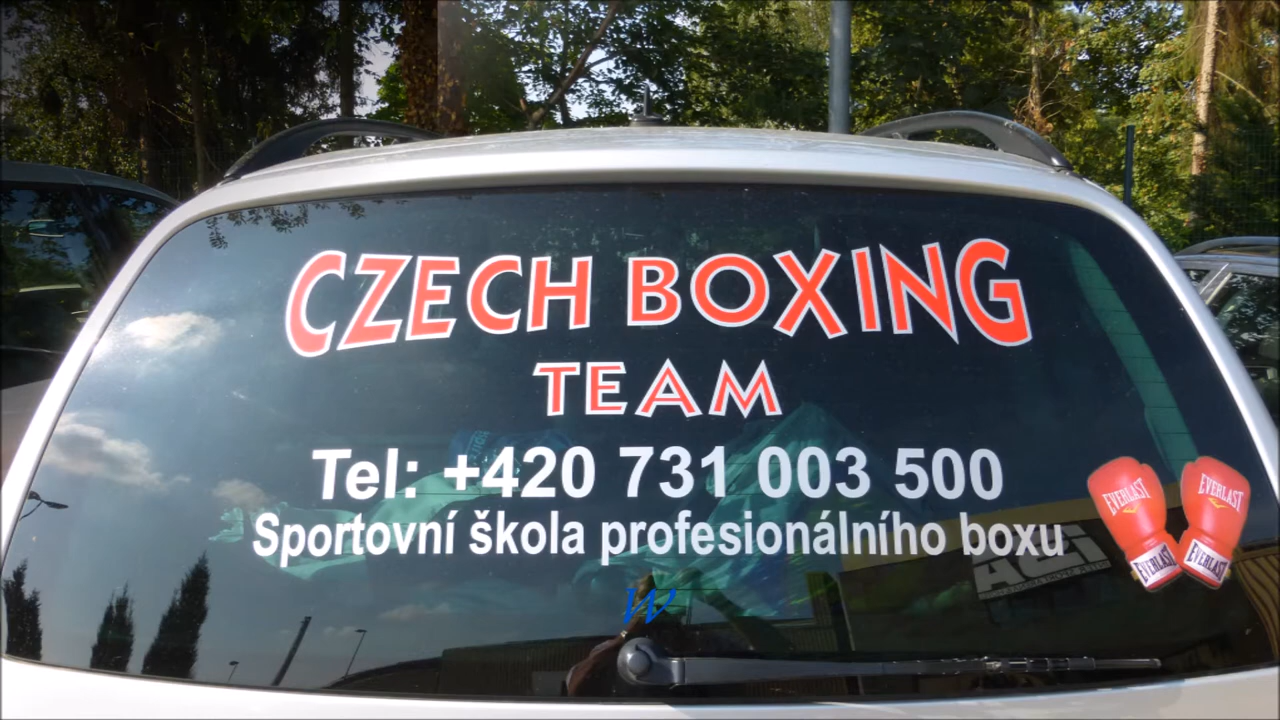 CZECH BOXING
TEAM
Tel: +420 731 003 500
Sportovní škola profesionálního boxu
EVERLAST
EVERLAST
EVERLAST
EVERLAST
W